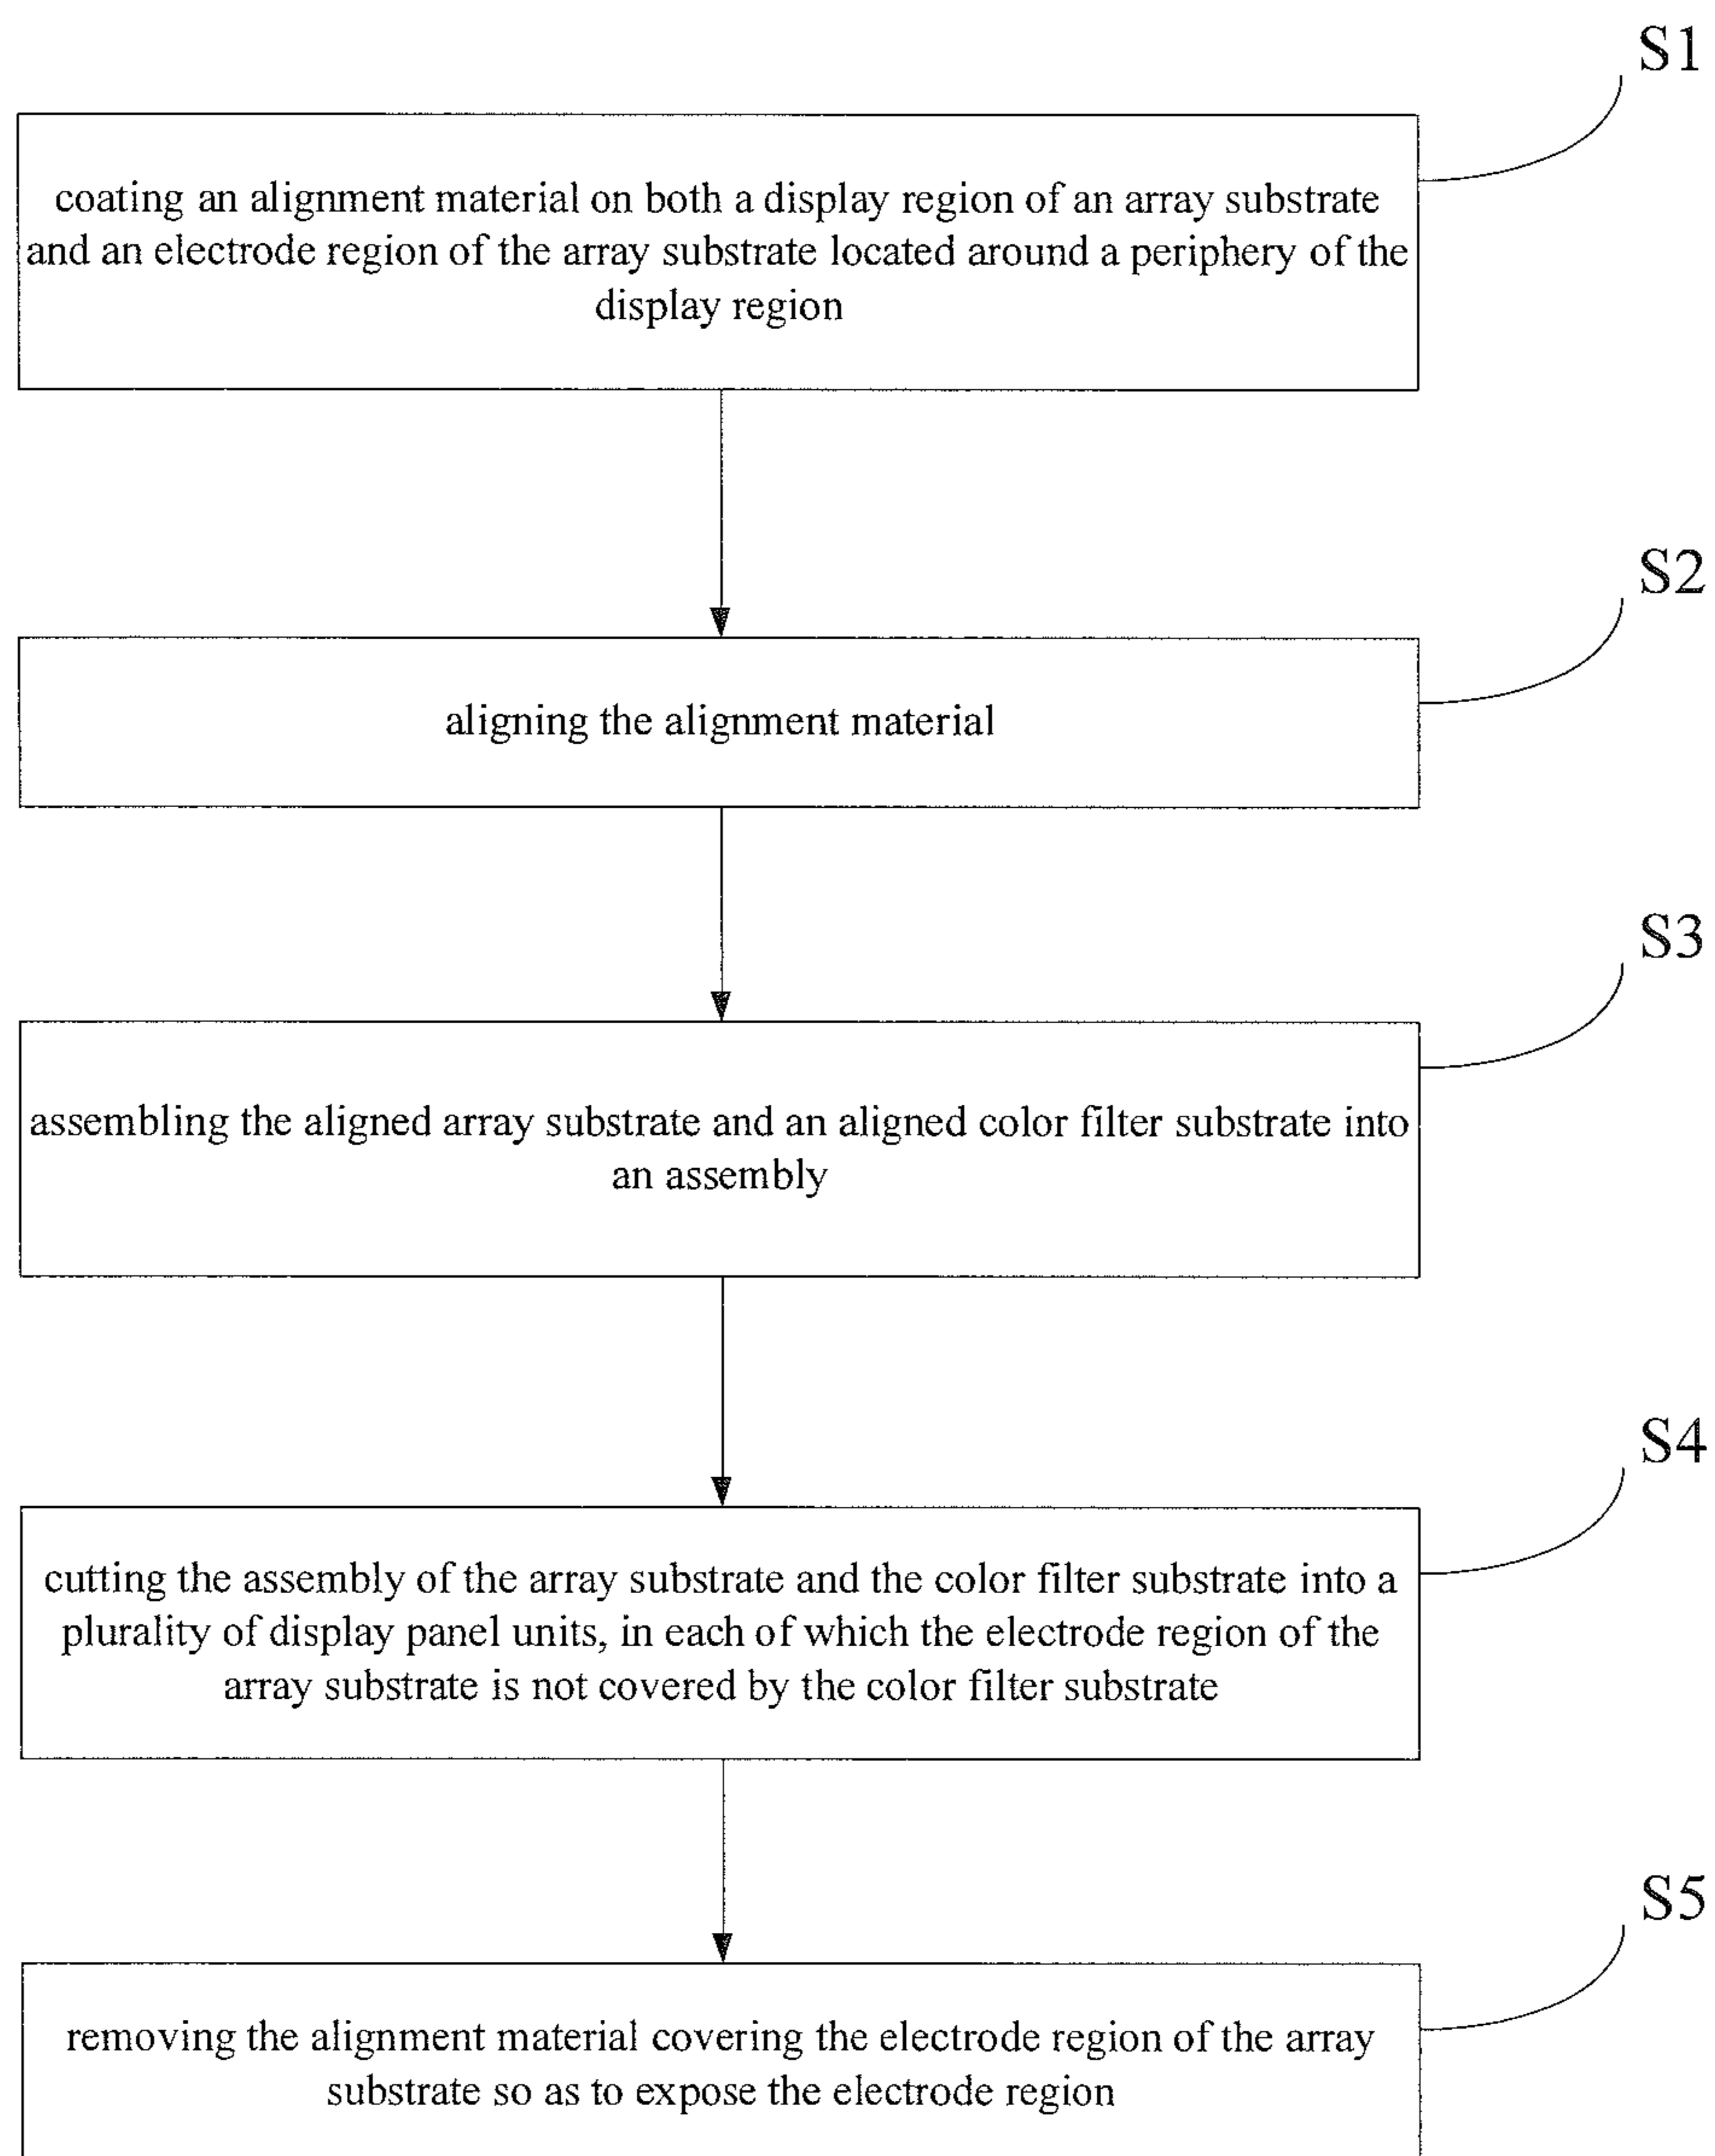 S1
coating an alignment material on both a display region of an array substrate
and an electrode region of the array substrate located around a periphery of the
display region
S2
aligning the alignment material
S3
assembling the aligned array substrate and an aligned color filter substrate into
an assembly
S4
cutting the assembly of the array substrate and the color filter substrate into a
plurality of display panel units, in each of which the electrode region of the
array substrate is not covered by the color filter substrate
S5
removing the alignment material covering the electrode region of the array
substrate so as to expose the electrode region